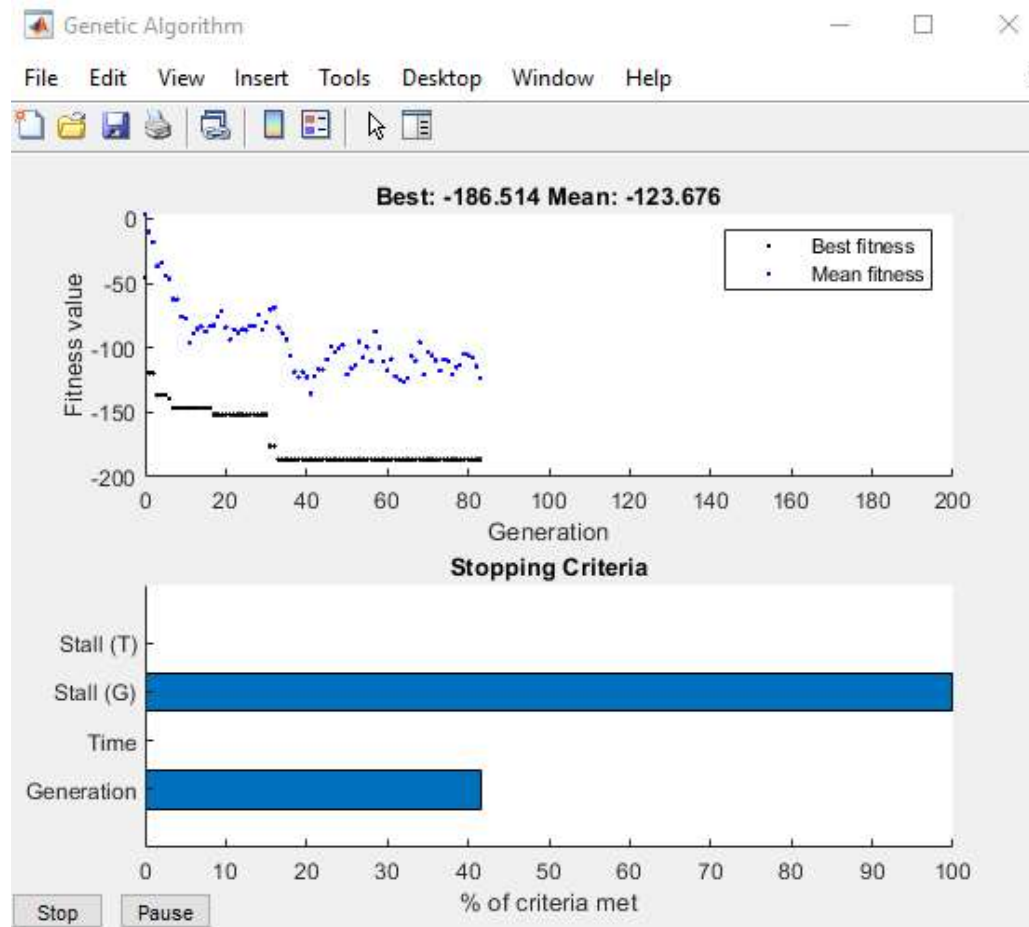 Genetic Algorithm
File Edit View Insert Tools Desktop Window Help
Best: -186.514 Mean: -123.676
0
-50
-100
-150
-200
Fitness value
Best fitness
Mean fitness
0 20 40 60 80 100 120 140 160 180 200
Generation
Stopping Criteria
Stall (T)
Stall (G)
Time
Generation
0 10 20 30 40 50 60 70 80 90 100
% of criteria met
Stop Pause